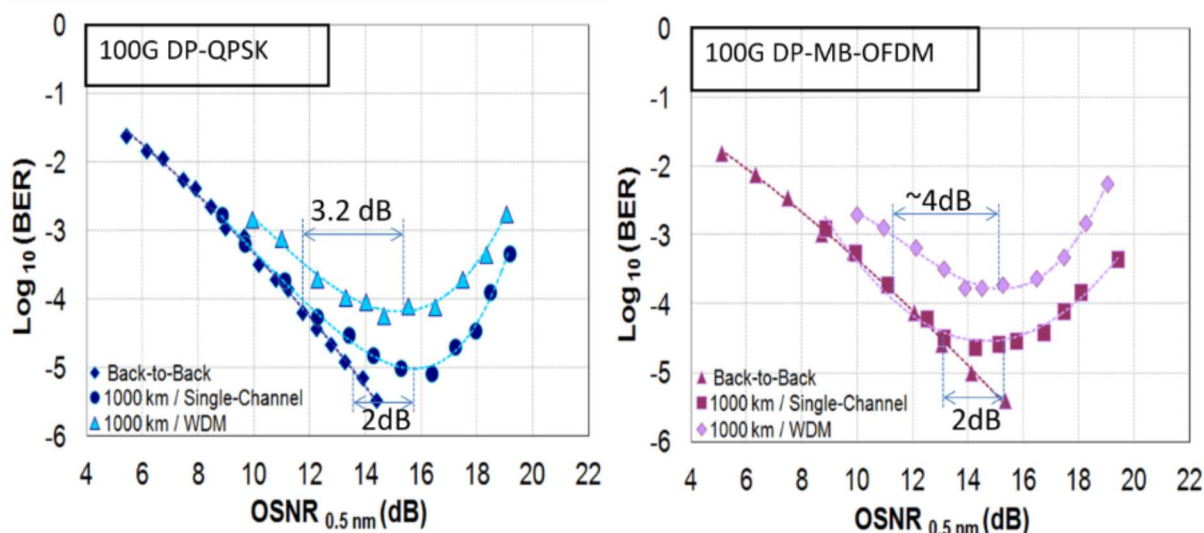 100G DP-QPSK
0
-1
-2
-3
-4
-5
-6
Log 10 (BER)
3.2 dB
2dB
Back-to-Back
1000 km / Single-Channel
1000 km / WDM
4 6 8 10 12 14 16 18 20 22
OSNR 0.5 nm (dB)
100G DP-MB-OFDM
0
-1
-2
-3
-4
-5
-6
Log 10 (BER)
~4dB
2dB
Back-to-Back
1000 km / Single-Channel
1000 km / WDM
4 6 8 10 12 14 16 18 20 22
OSNR 0.5 nm (dB)